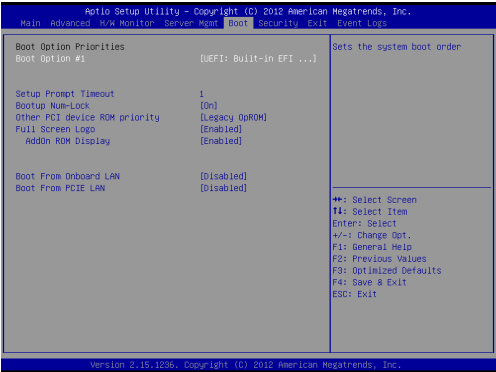 Aptio Setup Utility – Copyright (C) 2012 American Megatrends, Inc.
Main Advanced H/W Monitor Server Mgmt Boot Security Exit Event Logs
Boot Option Priorities
Boot Option #1 [UEFI: Built-in EFI ...]
Setup Prompt Timeout 1
Bootup Num-Lock [On]
Other PCI device ROM priority [Legacy OpROM]
Full Screen Logo [Enabled]
AddOn ROM Display [Enabled]
Boot From Onboard LAN [Disabled]
Boot From PCIE LAN [Disabled]
Sets the system boot order
→←: Select Screen
↑↓: Select Item
Enter: Select
+/-: Change Opt.
F1: General Help
F2: Previous Values
F3: Optimized Defaults
F4: Save & Exit
ESC: Exit
Version 2.15.1236. Copyright (C) 2012 American Megatrends, Inc.